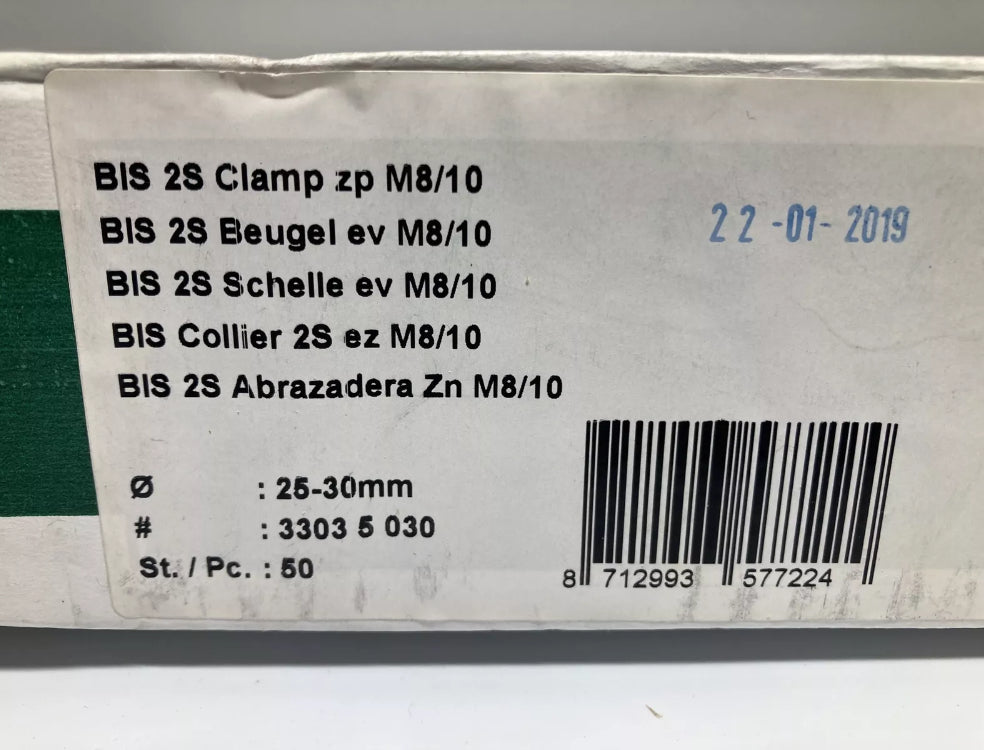 BIS 2S Clamp zp M8/10
BIS 2S Beugel ev M8/10
22-01-2019
BIS 2S Schelle ev M8/10
BIS Collier 2S ez M8/10
BIS 2S Abrazadera Zn M8/10
Ø : 25-30mm
# : 3303 5 030
St. / Pc. : 50
8 712993 577224